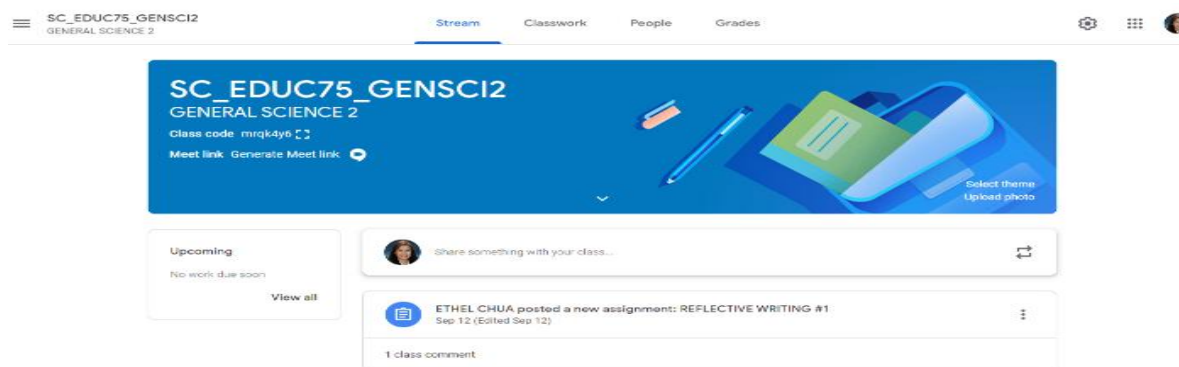 SC_EDUC75_GENSCI2
GENERAL SCIENCE 2
Stream Classwork People Grades
SC_EDUC75_GENSCI2
GENERAL SCIENCE 2
Class code mrqk4y6
Meet link Generate Meet link
Select theme
Upload photo
Upcoming
No work due soon
View all
Share something with your class...
ETHEL CHUA posted a new assignment: REFLECTIVE WRITING #1
Sep 12 (Edited Sep 12)
1 class comment